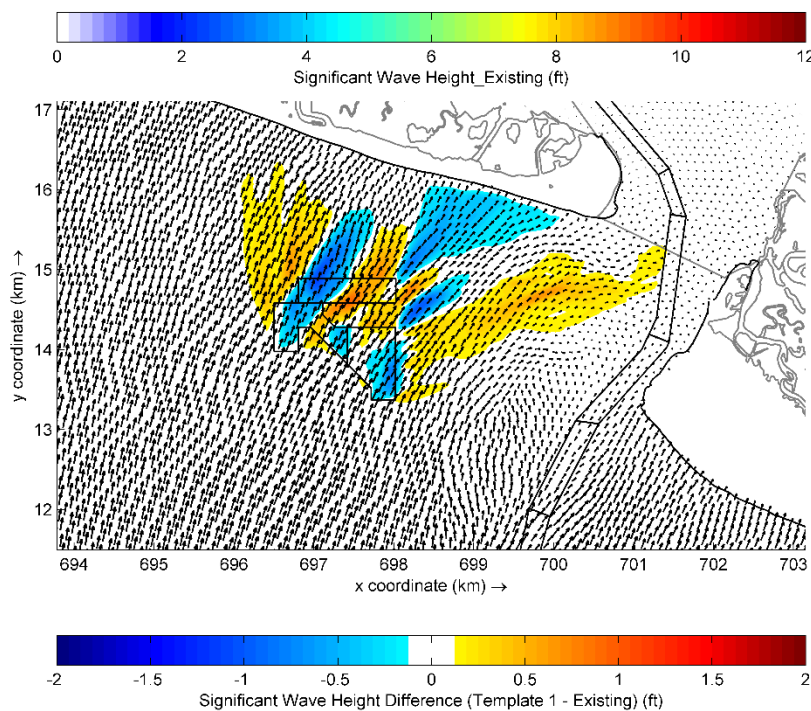 0 2 4 6 8 10 12
Significant Wave Height_Existing (ft)
17
16
15
14
13
12
y coordinate (km) →
694 695 696 697 698 699 700 701 702 703
x coordinate (km) →
-2 -1.5 -1 -0.5 0 0.5 1 1.5 2
Significant Wave Height Difference (Template 1 - Existing) (ft)